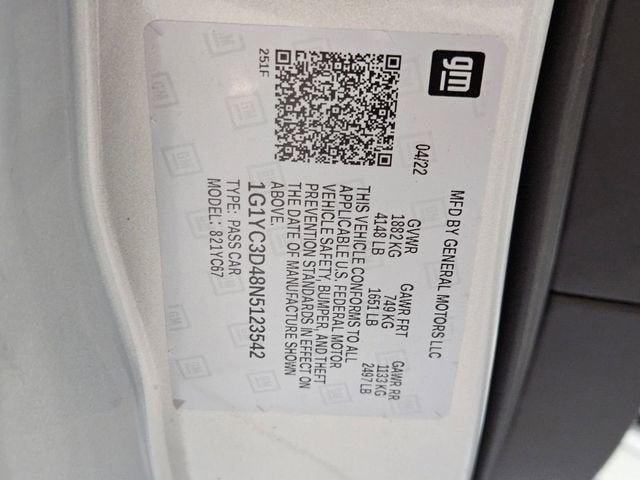 gm
MFD BY GENERAL MOTORS LLC
04/22
GVWR GAWR FRT GAWR RR
1882 KG 749 KG 1133 KG
4148 LB 1651 LB 2497 LB
THIS VEHICLE CONFORMS TO ALL
APPLICABLE U.S. FEDERAL MOTOR
VEHICLE SAFETY, BUMPER, AND THEFT
PREVENTION STANDARDS IN EFFECT ON
THE DATE OF MANUFACTURE SHOWN
ABOVE.
1G1YC3D48N5123542
TYPE: PASS CAR
MODEL: 821YC67
251F